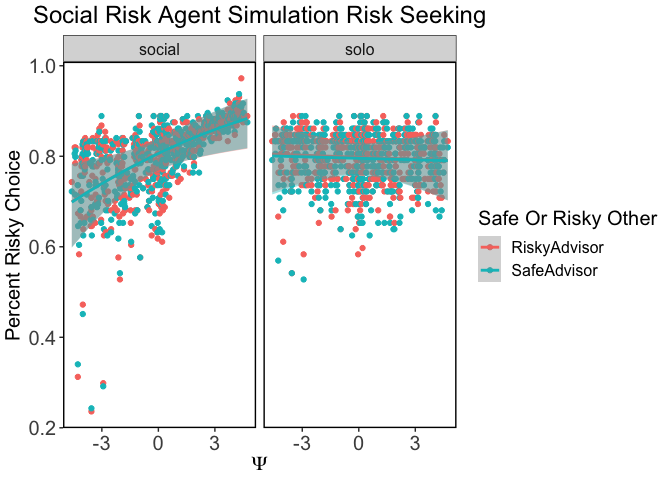 Social Risk Agent Simulation Risk Seeking
social
solo
Percent Risky Choice
1.0
0.8
0.6
0.4
0.2
-3 0 3
-3 0 3
Ψ
Safe Or Risky Other
RiskyAdvisor
SafeAdvisor